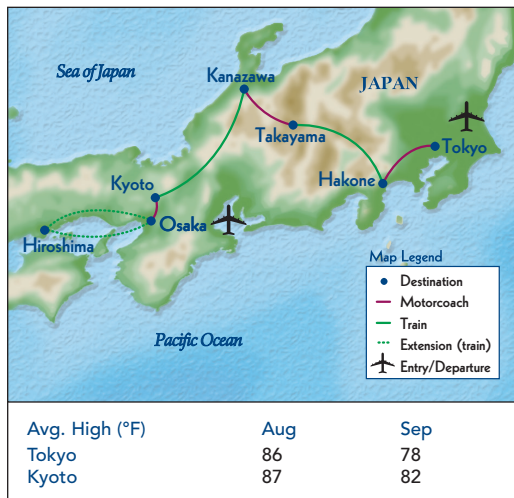 Sea of Japan
Kanazawa
JAPAN
Takayama
Tokyo
Hakone
Kyoto
Osaka
Hiroshima
Pacific Ocean
Map Legend
Destination
Motorcoach
Train
Extension (train)
Entry/Departure
Avg. High (°F) Aug Sep
Tokyo 86 78
Kyoto 87 82